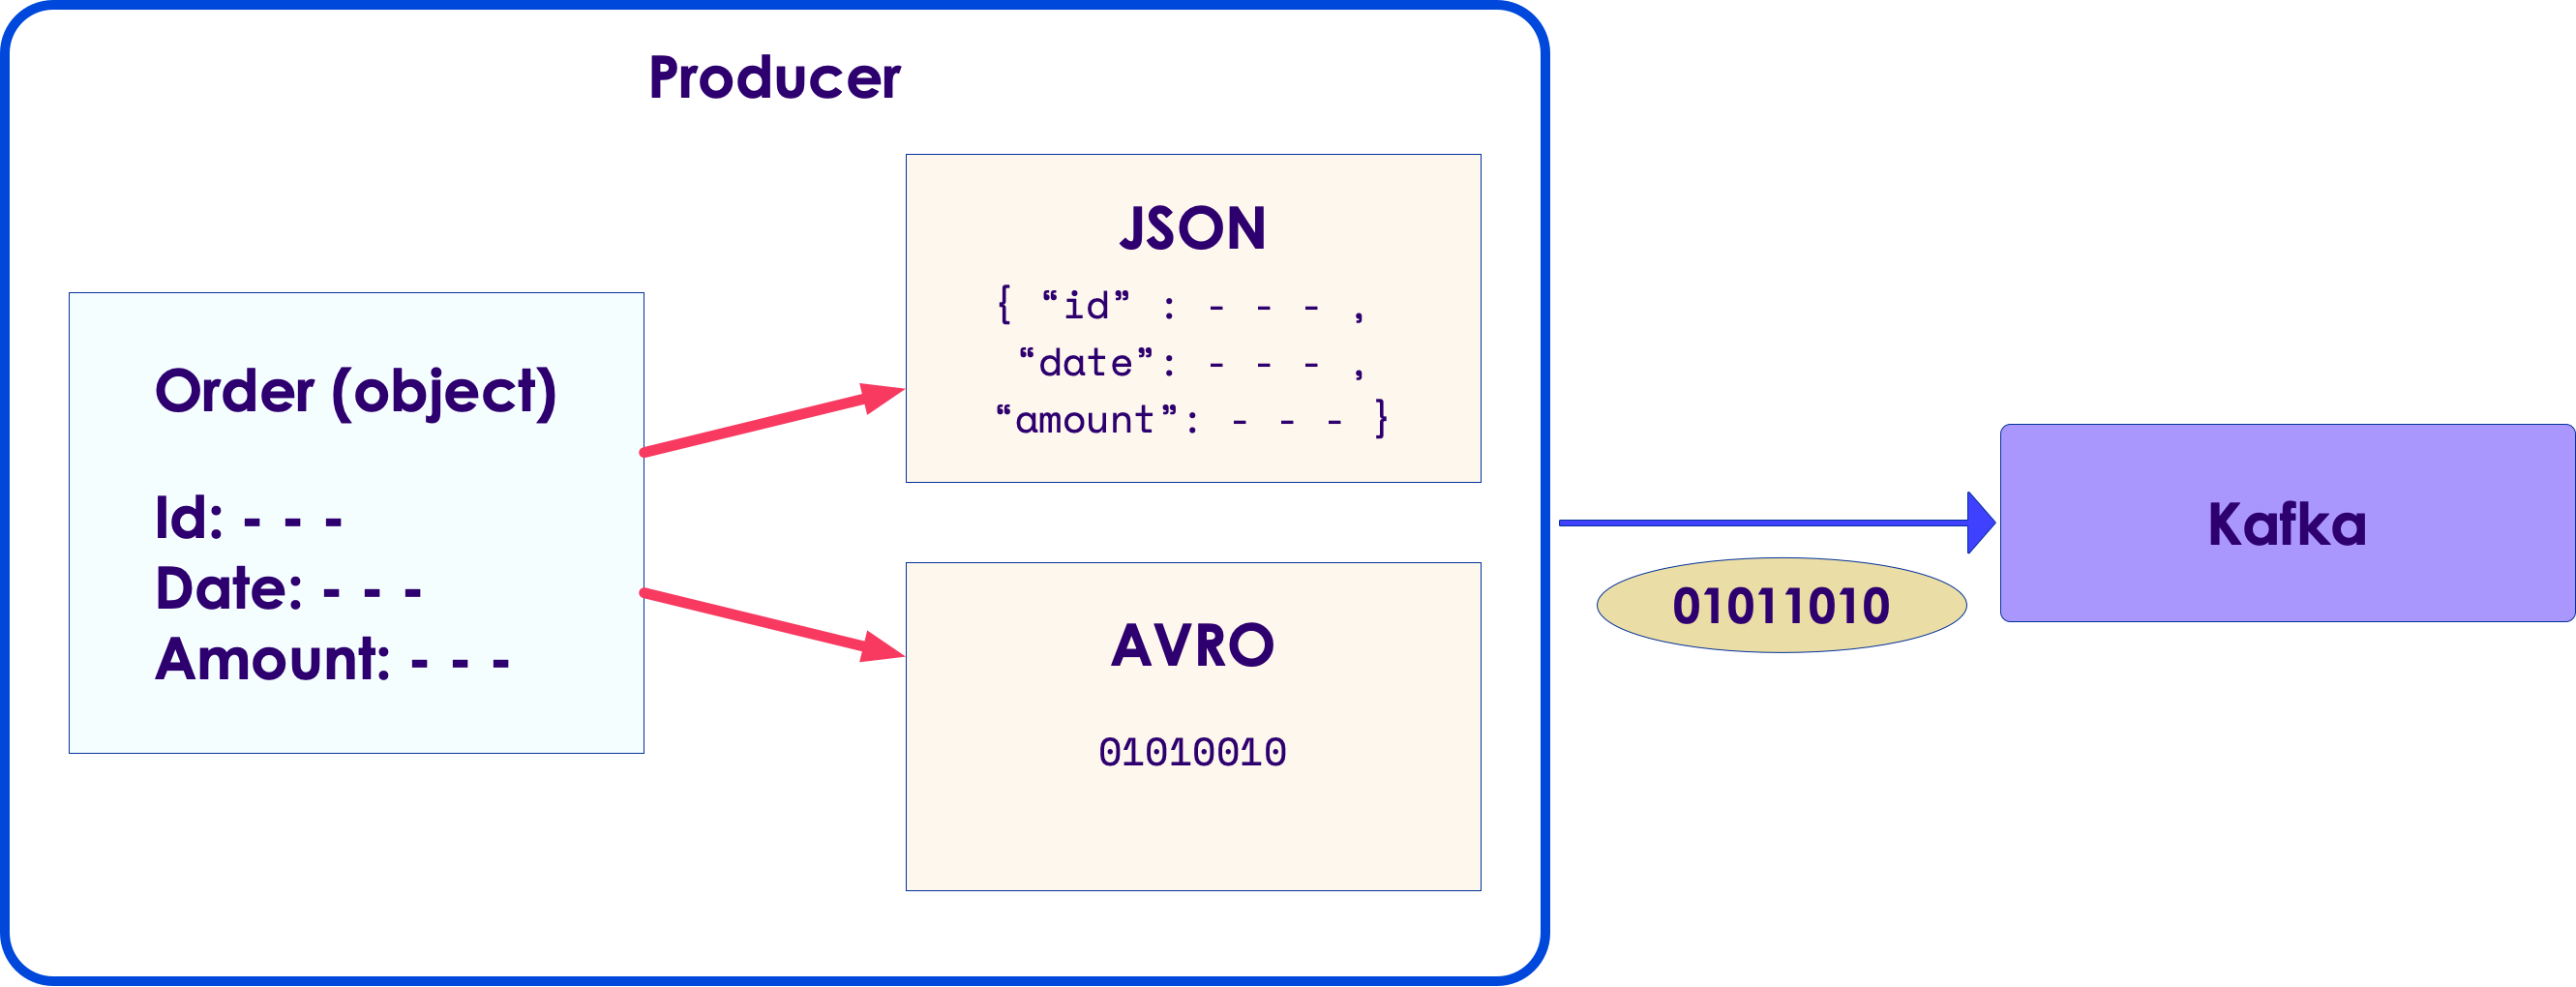 Producer
Order (object)
Id: - - -
Date: - - -
Amount: - - -
JSON
{ “id” : - - - ,
“date”: - - - ,
“amount”: - - - }
AVRO
01010010
01011010
Kafka